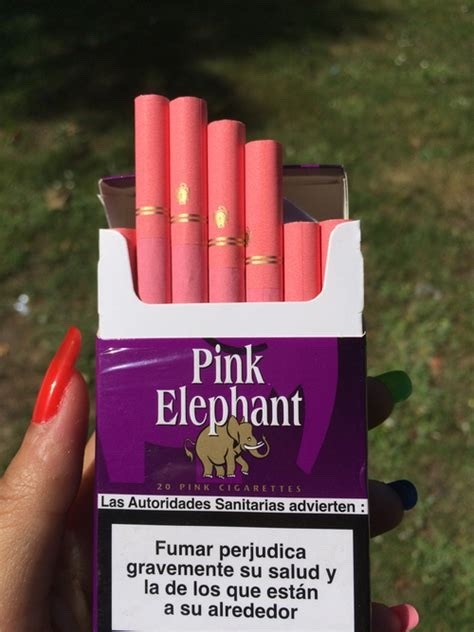 Pink
Elephant
20 PINK CIGARETTES
Las Autoridades Sanitarias advierten :
Fumar perjudica
gravemente su salud y
la de los que están
a su alrededor